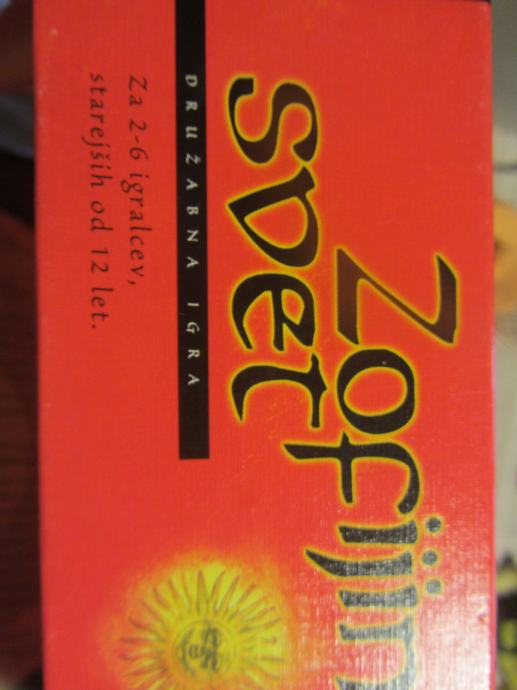 Zofijin
svet
DRUŽABNA IGRA
Za 2-6 igralcev,
starejših od 12 let.